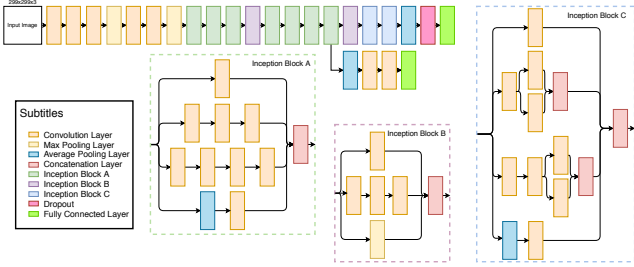 299x299x3
Input Image
Inception Block C
Inception Block A
Subtitles
Convolution Layer
Max Pooling Layer
Average Pooling Layer
Concatenation Layer
Inception Block A
Inception Block B
Inception Block C
Dropout
Fully Connected Layer
Inception Block B